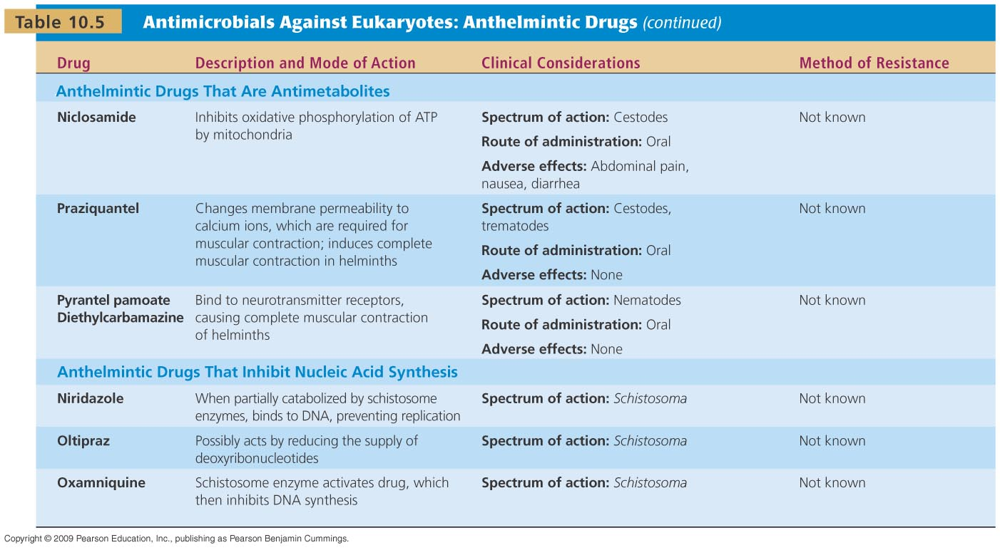 Table 10.5 Antimicrobials Against Eukaryotes: Anthelmintic Drugs (continued)
Drug Description and Mode of Action Clinical Considerations Method of Resistance
Anthelmintic Drugs That Are Antimetabolites
Niclosamide Inhibits oxidative phosphorylation of ATP Spectrum of action: Cestodes Not known
by mitochondria
Route of administration: Oral
Adverse effects: Abdominal pain,
nausea, diarrhea
Praziquantel Changes membrane permeability to Spectrum of action: Cestodes, Not known
calcium ions, which are required for trematodes
muscular contraction; induces complete Route of administration: Oral
muscular contraction in helminths
Adverse effects: None
Pyrantel pamoate Bind to neurotransmitter receptors, Spectrum of action: Nematodes Not known
Diethylcarbamazine causing complete muscular contraction Route of administration: Oral
of helminths
Adverse effects: None
Anthelmintic Drugs That Inhibit Nucleic Acid Synthesis
Niridazole When partially catabolized by schistosome Spectrum of action: Schistosoma Not known
enzymes, binds to DNA, preventing replication
Oltipraz Possibly acts by reducing the supply of Spectrum of action: Schistosoma Not known
deoxyribonucleotides
Oxamniquine Schistosome enzyme activates drug, which Spectrum of action: Schistosoma Not known
then inhibits DNA synthesis
Copyright © 2009 Pearson Education, Inc., publishing as Pearson Benjamin Cummings.